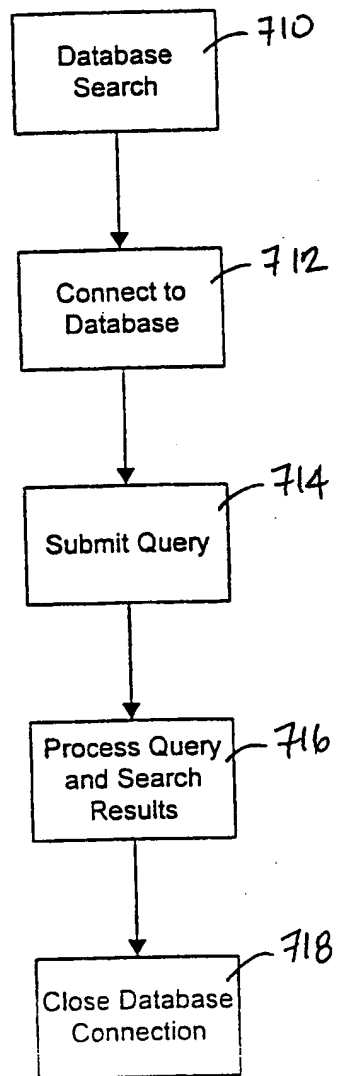 710
Database
Search
712
Connect to
Database
714
Submit Query
716
Process Query
and Search
Results
718
Close Database
Connection